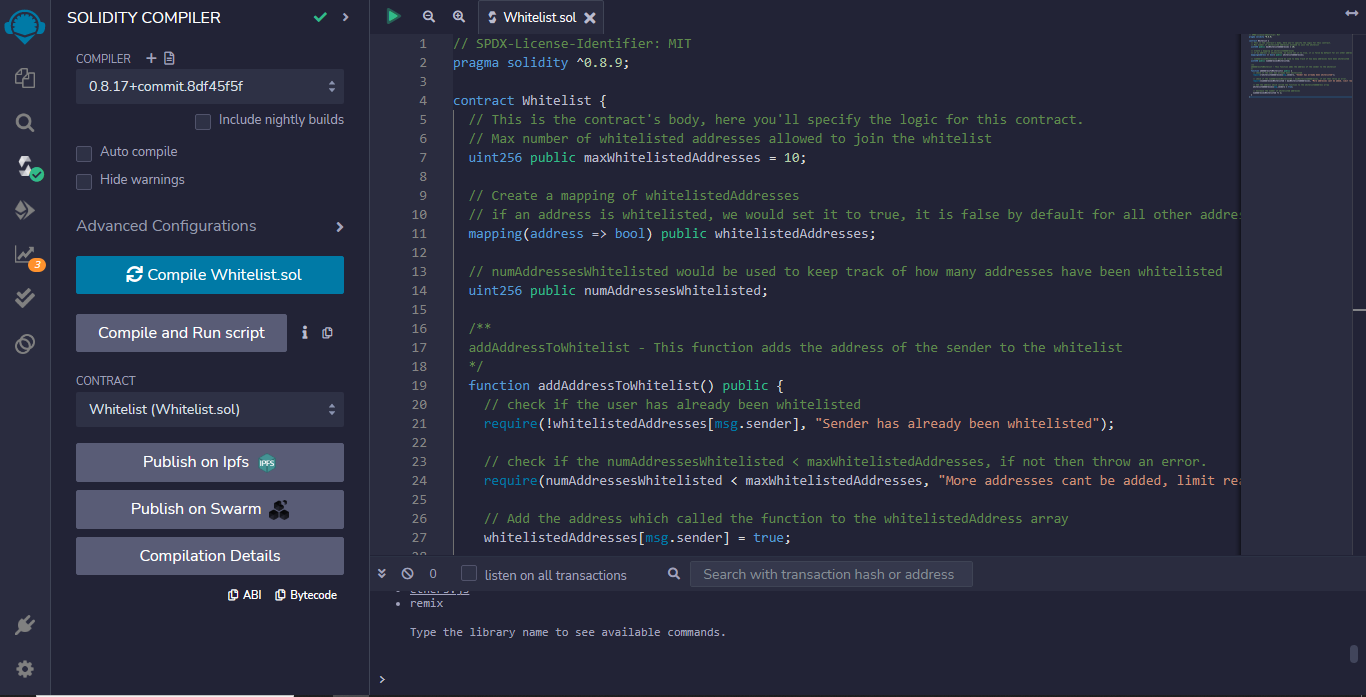 SOLIDITY COMPILER
COMPILER
0.8.17+commit.8df45f5f
Include nightly builds
Auto compile
Hide warnings
Advanced Configurations
3
Compile Whitelist.sol
Compile and Run script
CONTRACT
Whitelist (Whitelist.sol)
Publish on Ipfs IPFS
Publish on Swarm
Compilation Details
ABI Bytecode
Whitelist.sol
1 // SPDX-License-Identifier: MIT
2 pragma solidity ^0.8.9;
3
4 contract Whitelist {
5 // This is the contract's body, here you'll specify the logic for this contract.
6 // Max number of whitelisted addresses allowed to join the whitelist
7 uint256 public maxWhitelistedAddresses = 10;
8
9 // Create a mapping of whitelistedAddresses
10 // if an address is whitelisted, we would set it to true, it is false by default for all other addre
11 mapping(address => bool) public whitelistedAddresses;
12
13 // numAddressesWhitelisted would be used to keep track of how many addresses have been whitelisted
14 uint256 public numAddressesWhitelisted;
15
16 /**
17 addAddressToWhitelist - This function adds the address of the sender to the whitelist
18 */
19 function addAddressToWhitelist() public {
20 // check if the user has already been whitelisted
21 require(!whitelistedAddresses[msg.sender], "Sender has already been whitelisted");
22
23 // check if the numAddressesWhitelisted < maxWhitelistedAddresses, if not then throw an error.
24 require(numAddressesWhitelisted < maxWhitelistedAddresses, "More addresses cant be added, limit rea
25
26 // Add the address which called the function to the whitelistedAddress array
27 whitelistedAddresses[msg.sender] = true;
28
0 listen on all transactions Search with transaction hash or address
ethers.js
• remix
Type the library name to see available commands.
>